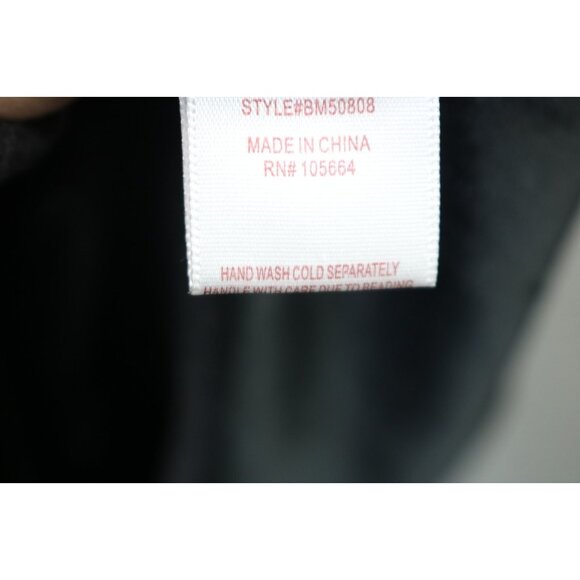 STYLE#BM50808
MADE IN CHINA
RN# 105664
HAND WASH COLD SEPARATELY
HANDLE WITH CARE DUE TO BEADING